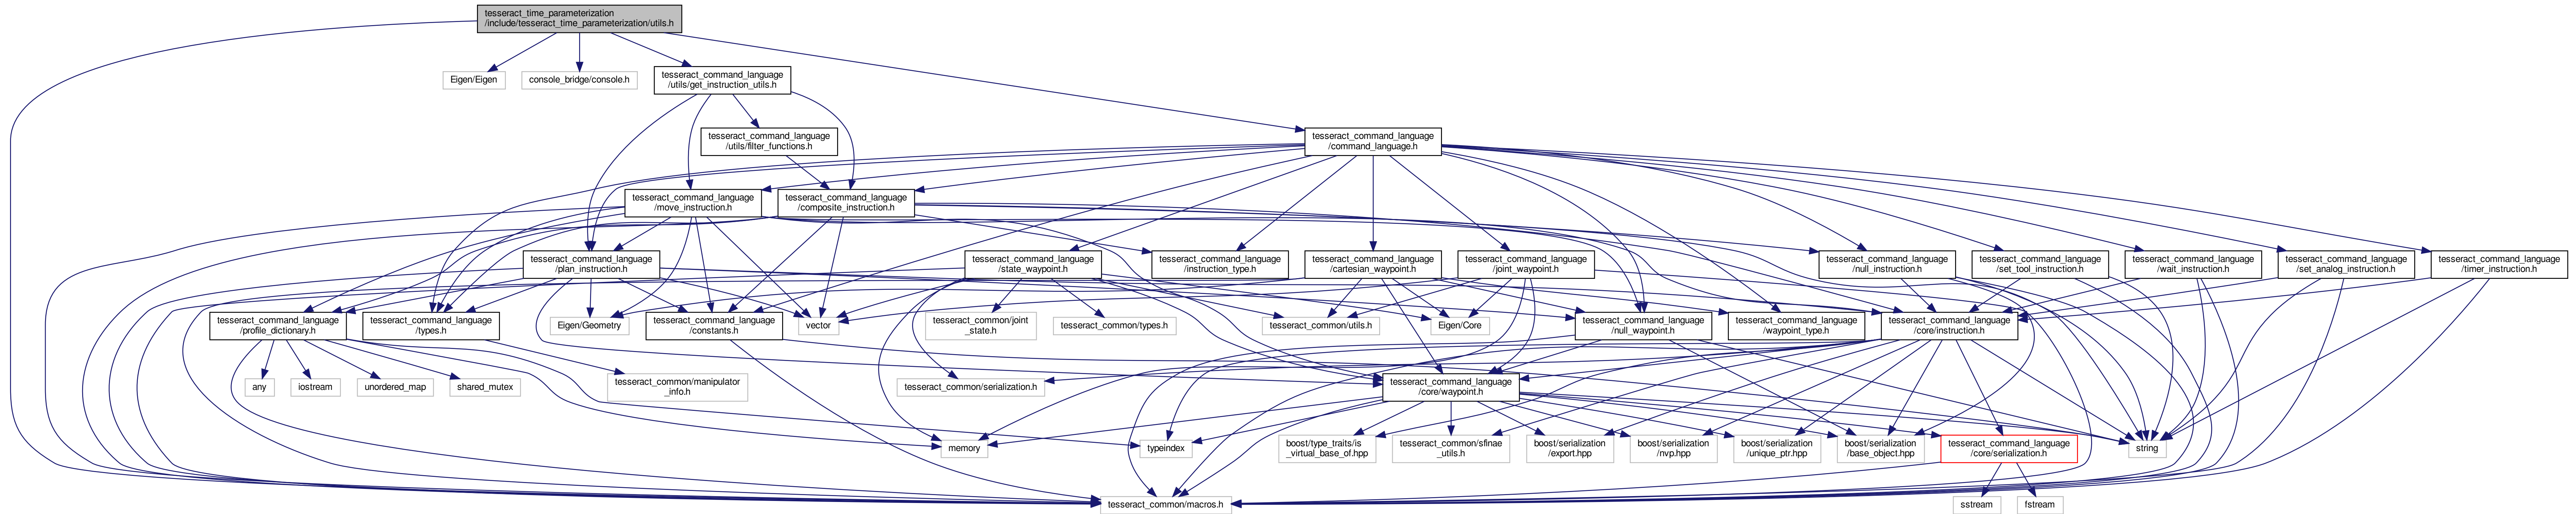 tesseract_time_parameterization
/include/tesseract_time_parameterization/utils.h
Eigen/Eigen
console_bridge/console.h
tesseract_command_language
/utils/get_instruction_utils.h
tesseract_command_language
/utils/filter_functions.h
tesseract_command_language
/command_language.h
tesseract_command_language
/move_instruction.h
tesseract_command_language
/composite_instruction.h
tesseract_command_language
/plan_instruction.h
tesseract_command_language
/state_waypoint.h
tesseract_command_language
/instruction_type.h
tesseract_command_language
/cartesian_waypoint.h
tesseract_command_language
/joint_waypoint.h
tesseract_command_language
/null_instruction.h
tesseract_command_language
/set_tool_instruction.h
tesseract_command_language
/wait_instruction.h
tesseract_command_language
/set_analog_instruction.h
tesseract_command_language
/timer_instruction.h
tesseract_command_language
/profile_dictionary.h
tesseract_command_language
/types.h
Eigen/Geometry
tesseract_command_language
/constants.h
vector
tesseract_common/joint
_state.h
tesseract_common/types.h
tesseract_common/utils.h
Eigen/Core
tesseract_command_language
/null_waypoint.h
tesseract_command_language
/waypoint_type.h
tesseract_command_language
/core/instruction.h
any
iostream
unordered_map
shared_mutex
tesseract_common/manipulator
_info.h
tesseract_common/serialization.h
tesseract_command_language
/core/waypoint.h
memory
typeindex
boost/type_traits/is
_virtual_base_of.hpp
tesseract_common/sfinae
_utils.h
boost/serialization
/export.hpp
boost/serialization
/nvp.hpp
boost/serialization
/unique_ptr.hpp
boost/serialization
/base_object.hpp
tesseract_command_language
/core/serialization.h
string
tesseract_common/macros.h
sstream
fstream